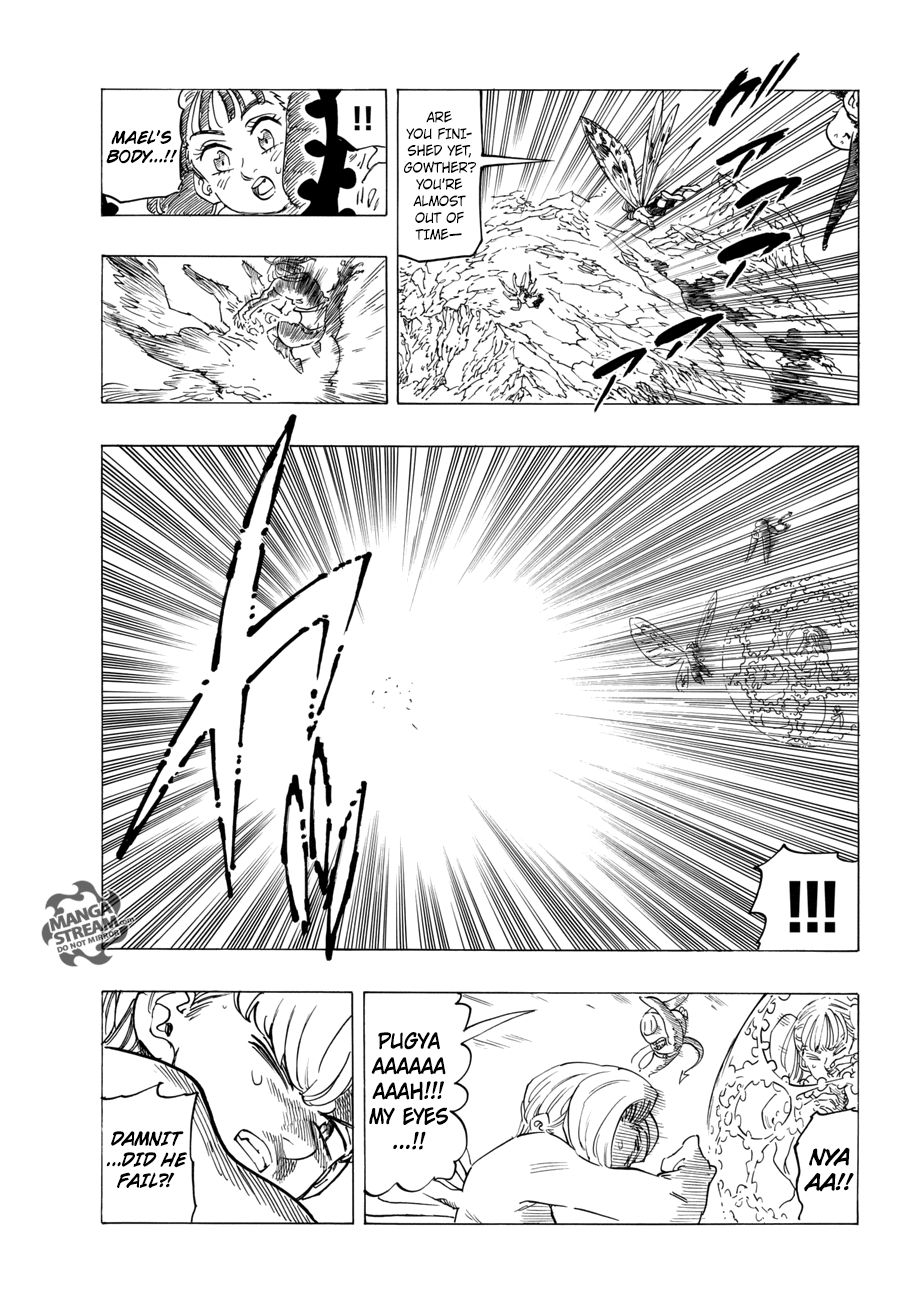 ARE
YOU FINI-
SHED YET,
GOWTHER?
YOU'RE
ALMOST
OUT OF
TIME—
!!
MAEL'S
BODY...!!
!!!
MANGA
STREAM.com
DO NOT MIRROR
NYA
AA!!
PUGYA
AAAAAA
AAAH!!!
MY EYES
...!!
DAMNIT
...DID HE
FAIL?!